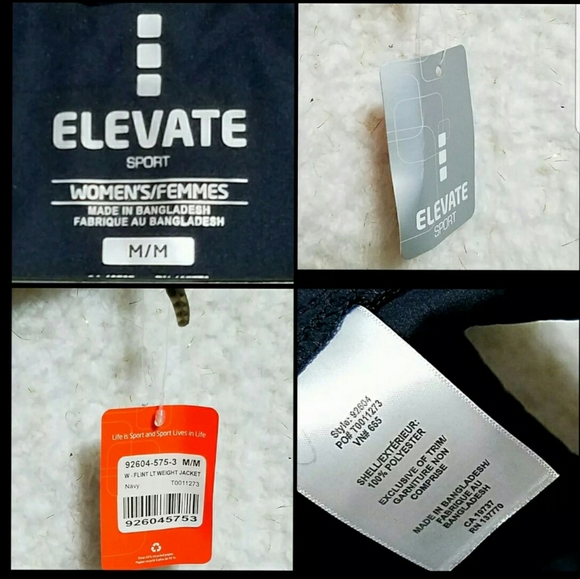 ELEVATE
SPORT
WOMEN'S/FEMMES
MADE IN BANGLADESH
FABRIQUE AU BANGLADESH
M/M
ELEVATE
SPORT
Life is Sport and Sport Lives in Life
92604-575-3 M/M
W - FLINT LT WEIGHT JACKET
Navy T0011273
926045753
Style: 92604
PO# T0011273
VN# 665
SHELL/EXTÉRIEUR:
100% POLYESTER
EXCLUSIVE OF TRIM/
GARNITURE NON
COMPRISE
MADE IN BANGLADESH/
FABRIQUE AU
BANGLADESH
CA 19737
RN 137770